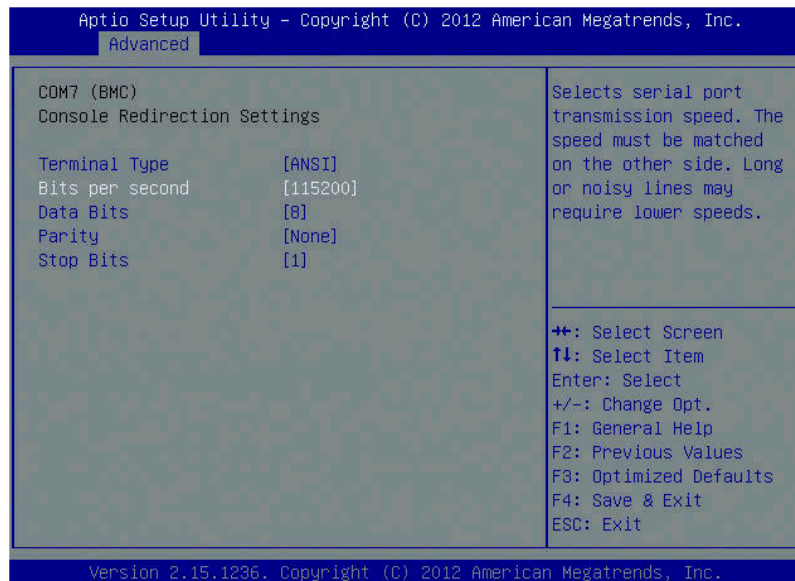 Aptio Setup Utility – Copyright (C) 2012 American Megatrends, Inc.
Advanced
COM7 (BMC)
Console Redirection Settings
Terminal Type [ANSI]
Bits per second [115200]
Data Bits [8]
Parity [None]
Stop Bits [1]
Selects serial port
transmission speed. The
speed must be matched
on the other side. Long
or noisy lines may
require lower speeds.
→←: Select Screen
↑↓: Select Item
Enter: Select
+/-: Change Opt.
F1: General Help
F2: Previous Values
F3: Optimized Defaults
F4: Save & Exit
ESC: Exit
Version 2.15.1236. Copyright (C) 2012 American Megatrends, Inc.